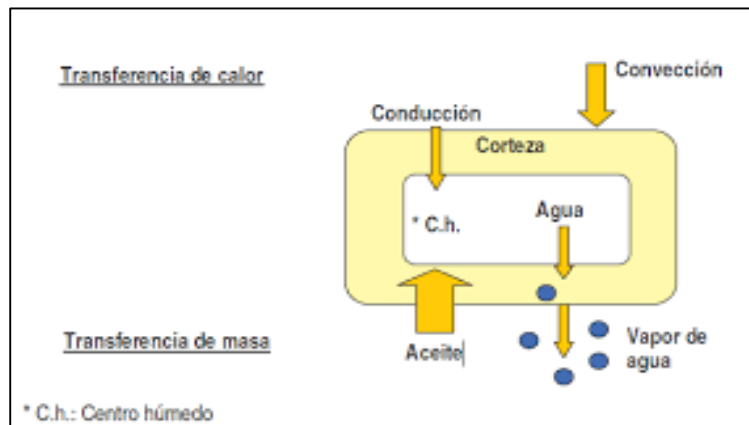 Transferencia de calor
Convección
Conducción
Corteza
* C.h.
Agua
Transferencia de masa
Aceite
Vapor de
agua
* C.h.: Centro húmedo